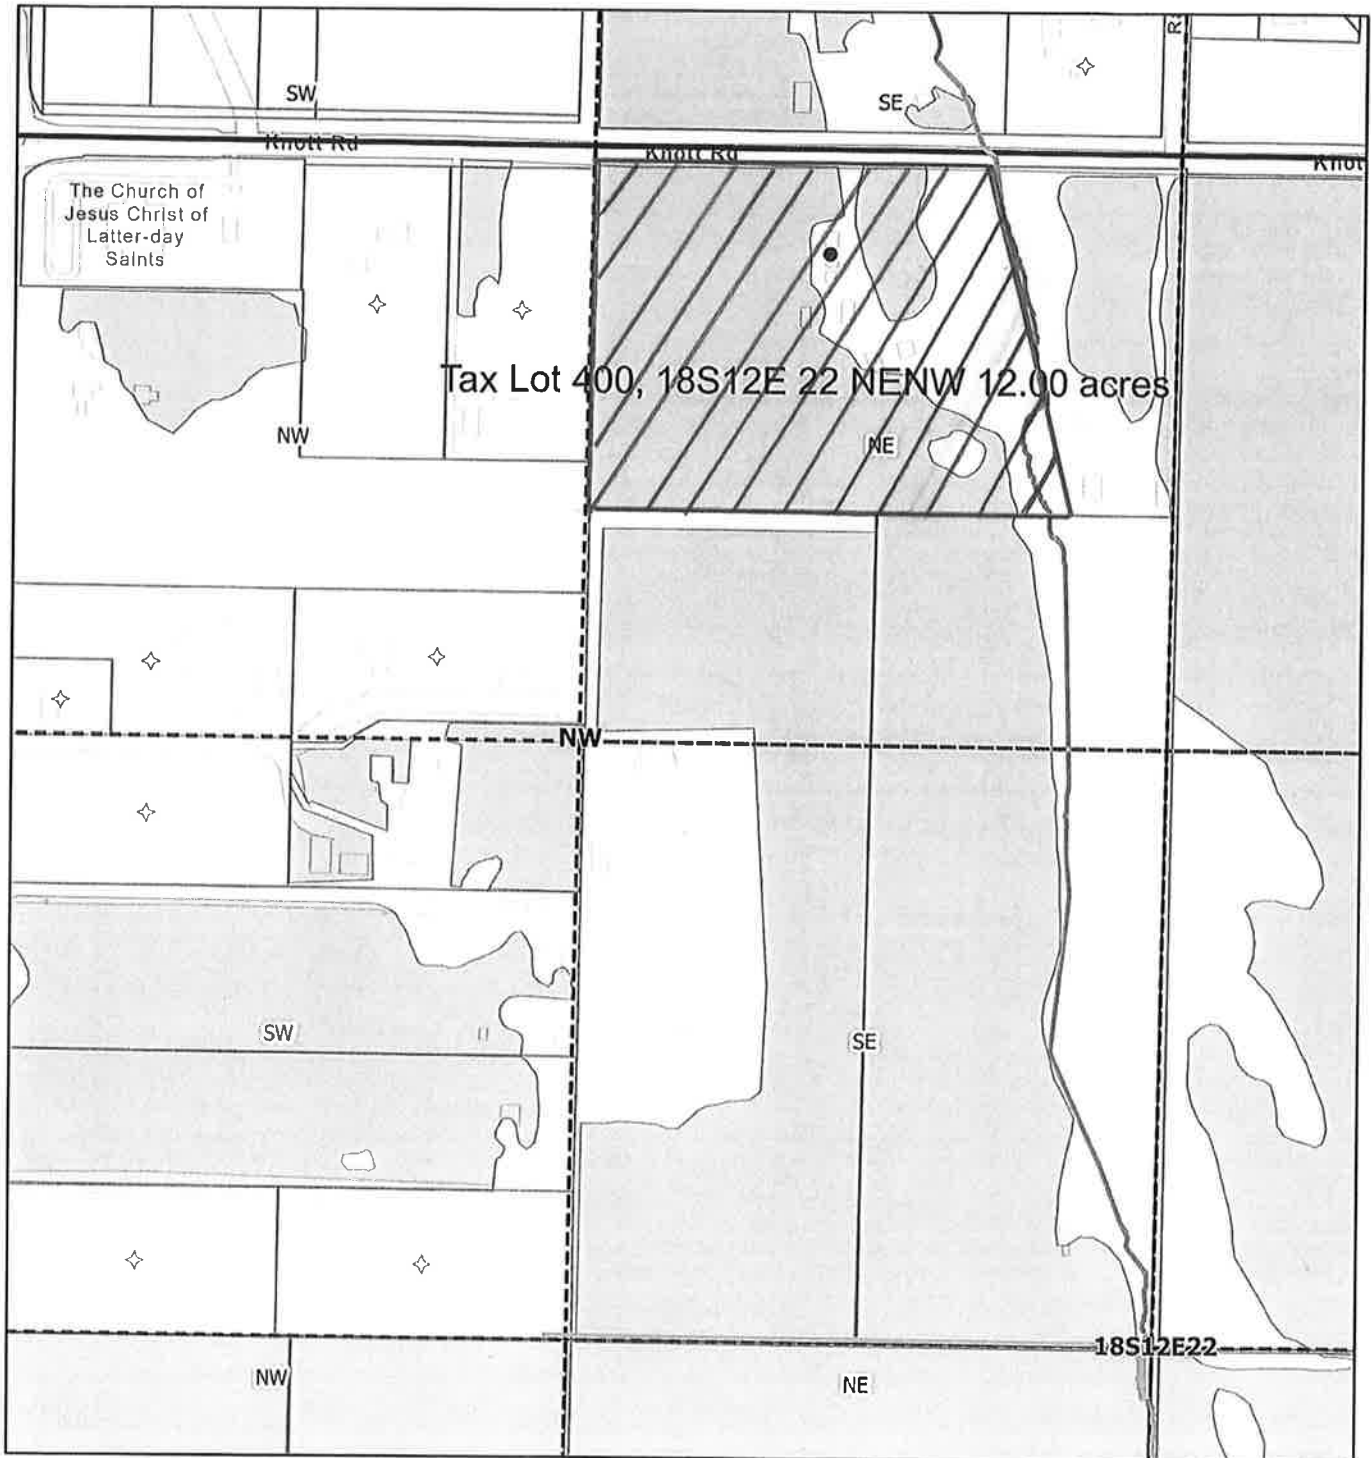 R
SW
SE
Knott Rd
Knott Rd
Knot
The Church of
Jesus Christ of
Latter-day
Saints
Tax Lot 400, 18S12E 22 NENW 12.00 acres
NW
NE
NW
SW
SE
18S12E22
NW
NE